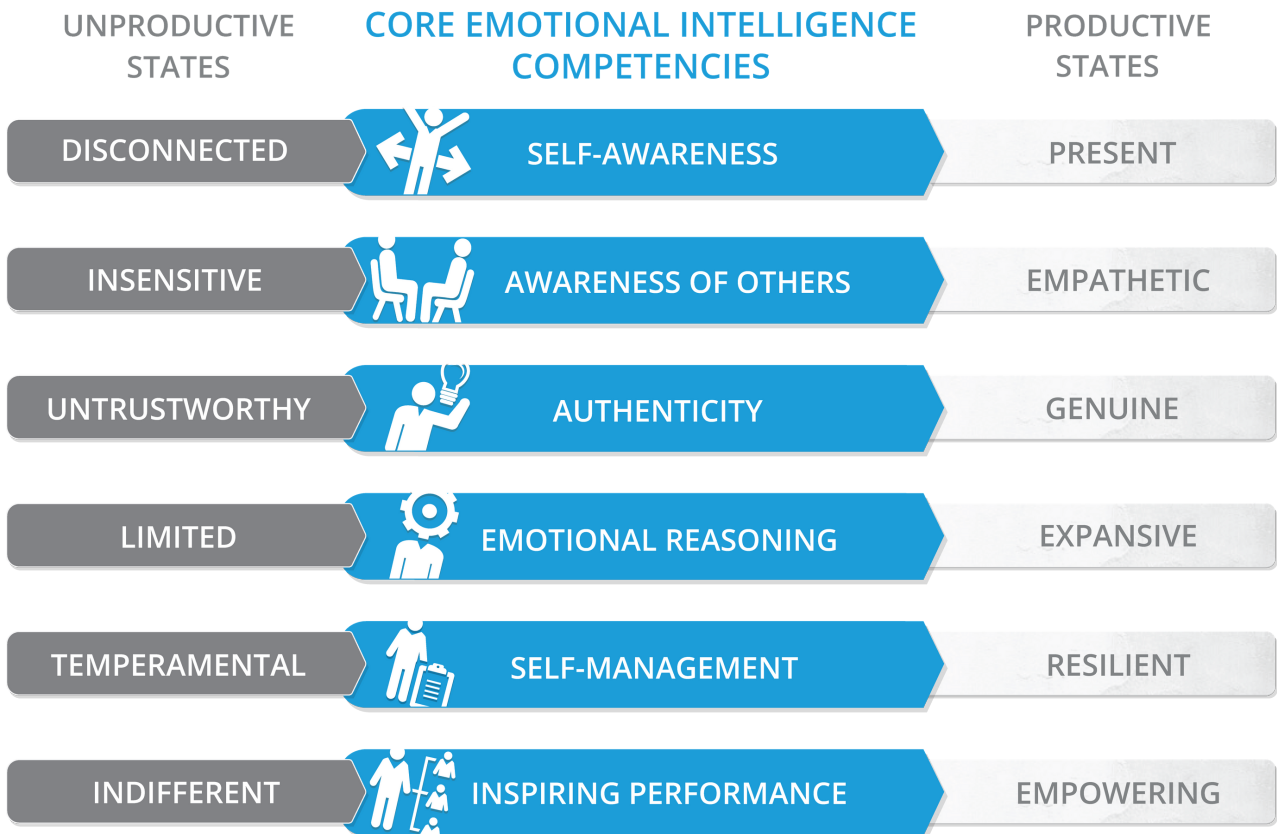 UNPRODUCTIVE
STATES
CORE EMOTIONAL INTELLIGENCE
COMPETENCIES
PRODUCTIVE
STATES
DISCONNECTED
SELF-AWARENESS
PRESENT
INSENSITIVE
AWARENESS OF OTHERS
EMPATHETIC
UNTRUSTWORTHY
AUTHENTICITY
GENUINE
LIMITED
EMOTIONAL REASONING
EXPANSIVE
TEMPERAMENTAL
SELF-MANAGEMENT
RESILIENT
INDIFFERENT
INSPIRING PERFORMANCE
EMPOWERING